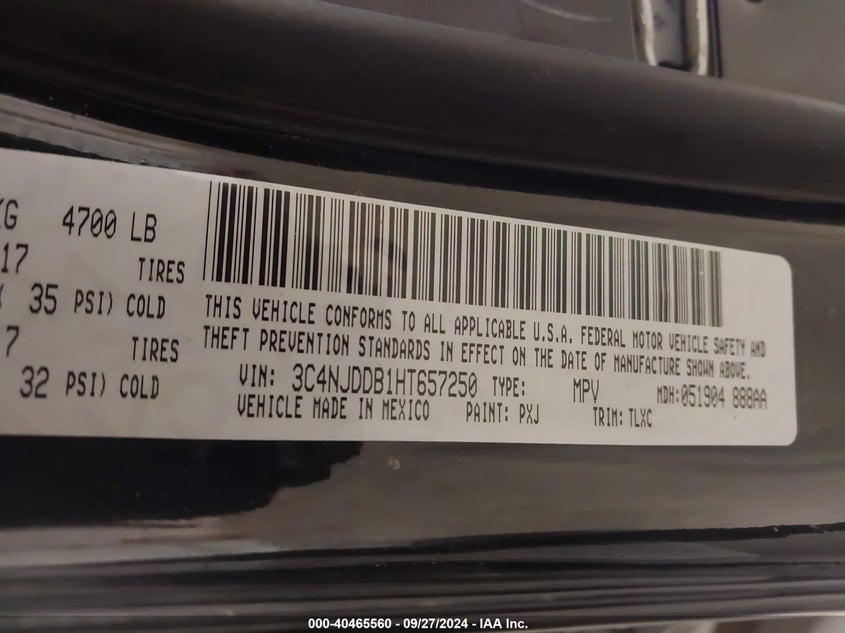 KG 4700 LB
17 TIRES
35 PSI) COLD
7 TIRES
32 PSI) COLD
THIS VEHICLE CONFORMS TO ALL APPLICABLE U.S.A. FEDERAL MOTOR VEHICLE SAFETY AND
THEFT PREVENTION STANDARDS IN EFFECT ON THE DATE OF MANUFACTURE SHOWN ABOVE.
VIN: 3C4NJDDB1HT657250 TYPE: MPV MDH:051904 888AA
VEHICLE MADE IN MEXICO PAINT: PXJ TRIM: TLXC
000-40465560 - 09/27/2024 - IAA Inc.